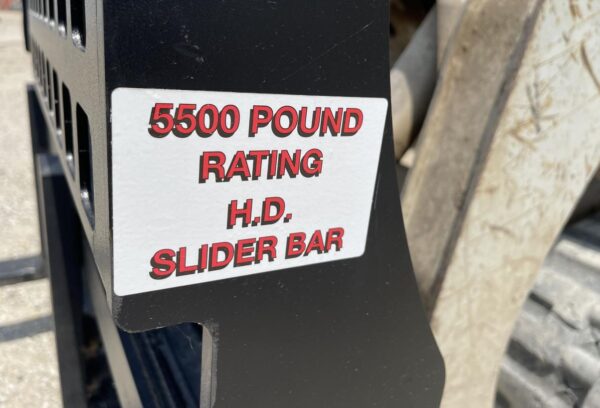 5500 POUND
RATING
H.D.
SLIDER BAR